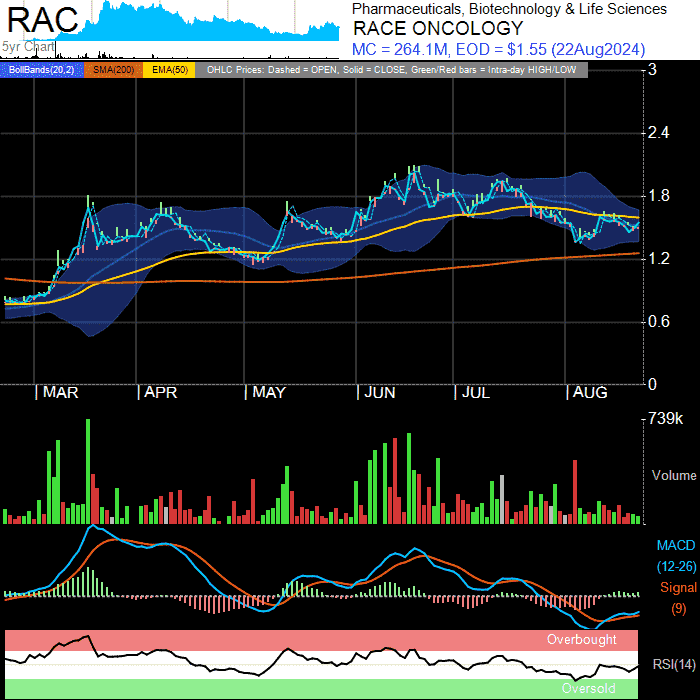 RAC
5yr Chart
Pharmaceuticals, Biotechnology & Life Sciences
RACE ONCOLOGY
MC = 264.1M, EOD = $1.55 (22Aug2024)
BollBands(20,2) SMA(200) EMA(50) OHLC Prices: Dashed = OPEN, Solid = CLOSE, Green/Red bars = Intra-day HIGH/LOW
3
2.4
1.8
1.2
0.6
0
MAR APR MAY JUN JUL AUG
739k
Volume
MACD
(12-26)
Signal
(9)
Overbought
RSI(14)
Oversold